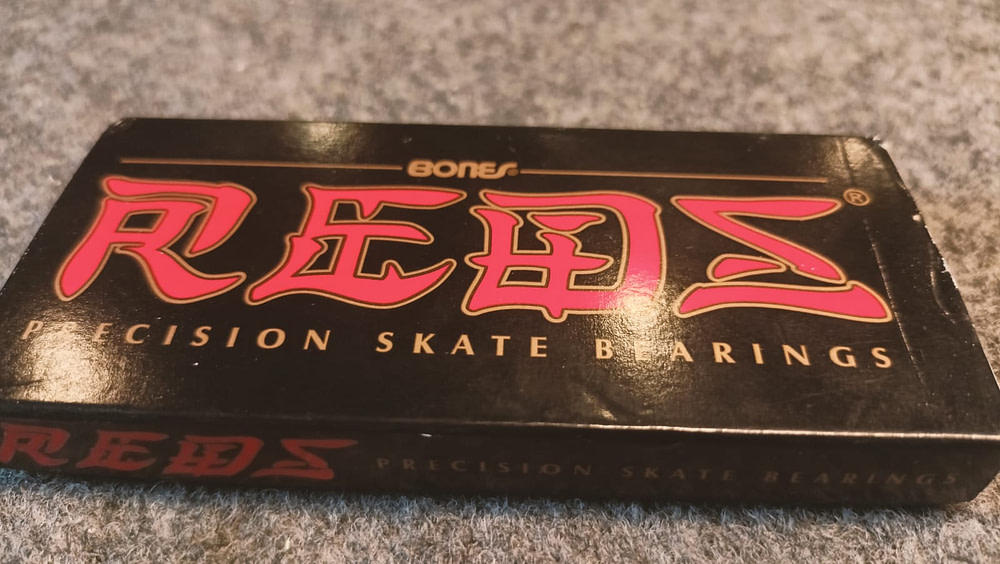 BONES®
REDS®
PRECISION SKATE BEARINGS
REDS PRECISION SKATE BEARINGS